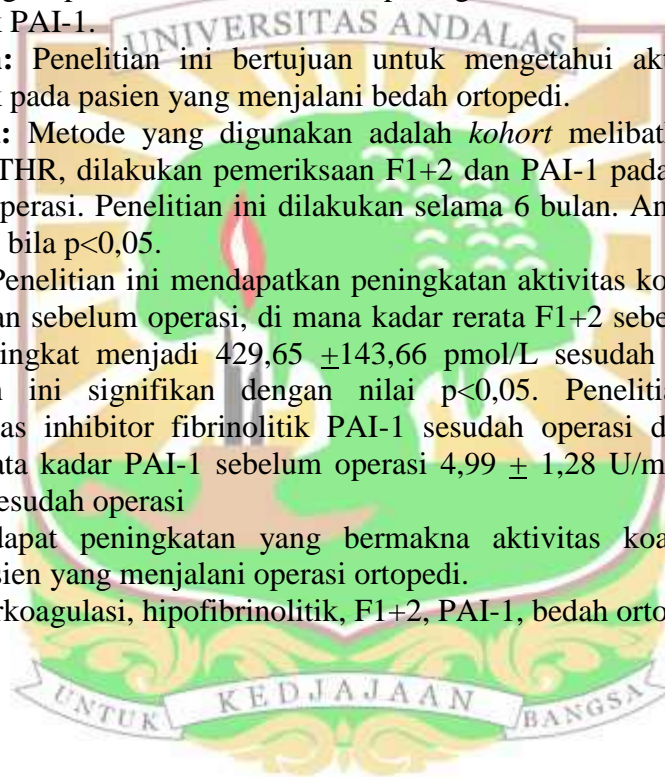 k PAI-1.
UNIVERSITAS ANDALAS
: Penelitian ini bertujuan untuk mengetahui akt
k pada pasien yang menjalani bedah ortopedi.
: Metode yang digunakan adalah kohort melibatl
THR, dilakukan pemeriksaan F1+2 dan PAI-1 pada
operasi. Penelitian ini dilakukan selama 6 bulan. An
bila p<0,05.
Penelitian ini mendapatkan peningkatan aktivitas ko
an sebelum operasi, di mana kadar rerata F1+2 sebe
ingkat menjadi 429,65 +143,66 pmol/L sesudah
n ini signifikan dengan nilai p<0,05. Peneliti
as inhibitor fibrinolitik PAI-1 sesudah operasi d
ata kadar PAI-1 sebelum operasi 4,99 + 1,28 U/m
esudah operasi
dapat peningkatan yang bermakna aktivitas koa
sien yang menjalani operasi ortopedi.
rkoagulasi, hipofibrinolitik, F1+2, PAI-1, bedah orto
UNTUK KEDJAJAAN BANGSA